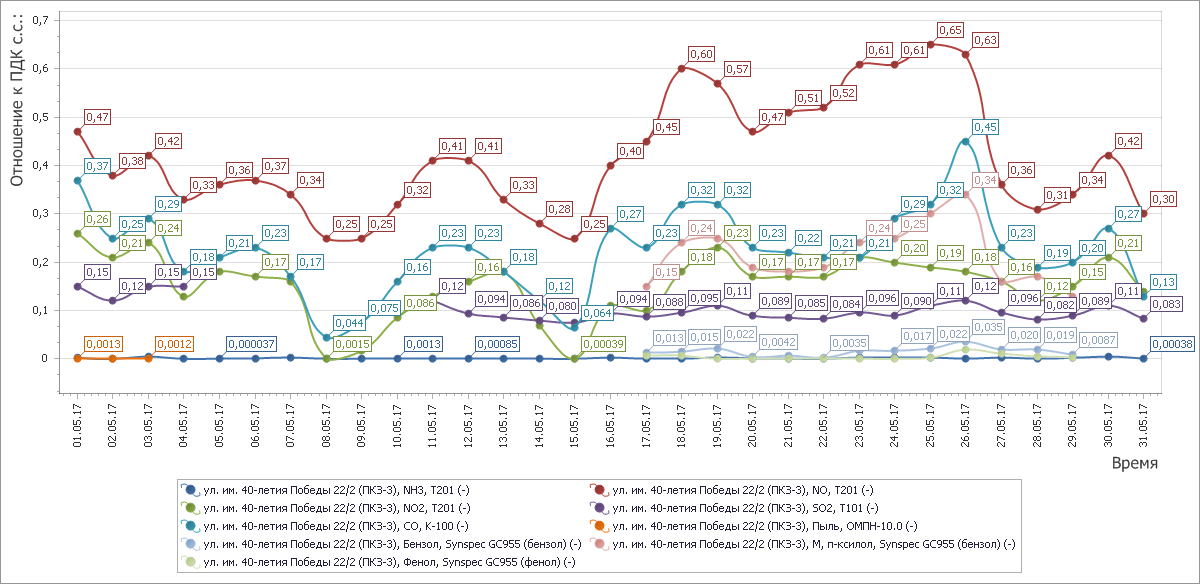 Отношение к ПДК с.с.:
0,7
0,6
0,5
0,4
0,3
0,2
0,1
0
0,47 0,38 0,42 0,33 0,36 0,37 0,34 0,25 0,25 0,32 0,41 0,41 0,33 0,28 0,25 0,40 0,45 0,60 0,57 0,47 0,51 0,52 0,61 0,61 0,65 0,63 0,36 0,31 0,34 0,42 0,30
0,37 0,25 0,29 0,18 0,21 0,23 0,17 0,044 0,075 0,16 0,23 0,23 0,18 0,12 0,064 0,27 0,23 0,32 0,32 0,23 0,22 0,21 0,21 0,29 0,32 0,45 0,23 0,19 0,20 0,27 0,13
0,26 0,21 0,24 0,17 0,0015 0,086 0,16 0,00039 0,18 0,23 0,17 0,17 0,17 0,20 0,19 0,18 0,16 0,12 0,15 0,21
0,15 0,12 0,15 0,15 0,12 0,094 0,086 0,080 0,094 0,088 0,095 0,11 0,089 0,085 0,084 0,096 0,090 0,11 0,12 0,096 0,082 0,089 0,11 0,083
0,15 0,24 0,24 0,25 0,34
0,013 0,015 0,022 0,0042 0,0035 0,017 0,022 0,035 0,020 0,019 0,0087
0,0013 0,0012 0,000037 0,0013 0,00085 0,00038
01.05.17 02.05.17 03.05.17 04.05.17 05.05.17 06.05.17 07.05.17 08.05.17 09.05.17 10.05.17 11.05.17 12.05.17 13.05.17 14.05.17 15.05.17 16.05.17 17.05.17 18.05.17 19.05.17 20.05.17 21.05.17 22.05.17 23.05.17 24.05.17 25.05.17 26.05.17 27.05.17 28.05.17 29.05.17 30.05.17 31.05.17
Время
ул. им. 40-летия Победы 22/2 (ПКЗ-3), NH3, T201 (-)
ул. им. 40-летия Победы 22/2 (ПКЗ-3), NO, T201 (-)
ул. им. 40-летия Победы 22/2 (ПКЗ-3), NO2, T201 (-)
ул. им. 40-летия Победы 22/2 (ПКЗ-3), SO2, T101 (-)
ул. им. 40-летия Победы 22/2 (ПКЗ-3), CO, K-100 (-)
ул. им. 40-летия Победы 22/2 (ПКЗ-3), Пыль, ОМПН-10.0 (-)
ул. им. 40-летия Победы 22/2 (ПКЗ-3), Бензол, Synspec GC955 (бензол) (-)
ул. им. 40-летия Победы 22/2 (ПКЗ-3), М, п-ксилол, Synspec GC955 (бензол) (-)
ул. им. 40-летия Победы 22/2 (ПКЗ-3), Фенол, Synspec GC955 (фенол) (-)